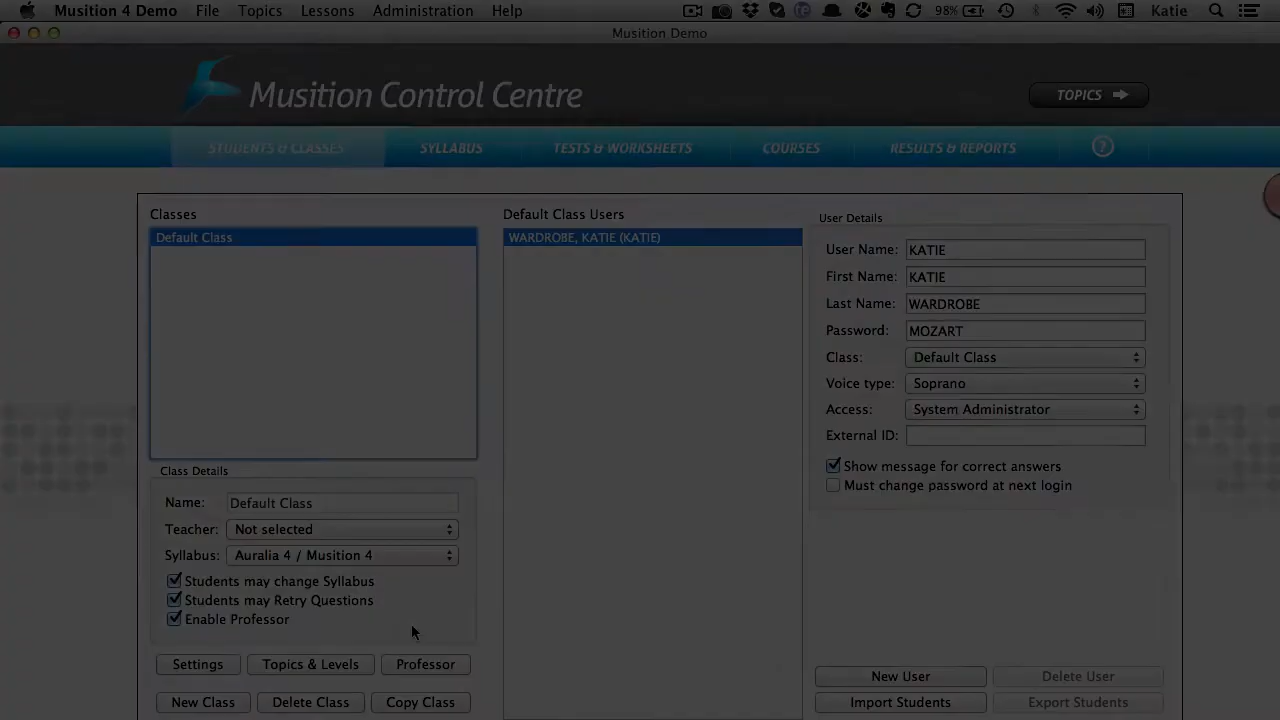 Musition 4 Demo File Topics Lessons Administration Help 98% Katie
Musition Demo
Musition Control Centre
TOPICS
STUDENTS & CLASSES SYLLABUS TESTS & WORKSHEETS COURSES RESULTS & REPORTS ?
Classes
Default Class
Class Details
Name: Default Class
Teacher: Not selected
Syllabus: Auralia 4 / Musition 4
Students may change Syllabus
Students may Retry Questions
Enable Professor
Settings Topics & Levels Professor
New Class Delete Class Copy Class
Default Class Users
WARDROBE, KATIE (KATIE)
User Details
User Name: KATIE
First Name: KATIE
Last Name: WARDROBE
Password: MOZART
Class: Default Class
Voice type: Soprano
Access: System Administrator
External ID:
Show message for correct answers
Must change password at next login
New User Delete User
Import Students Export Students